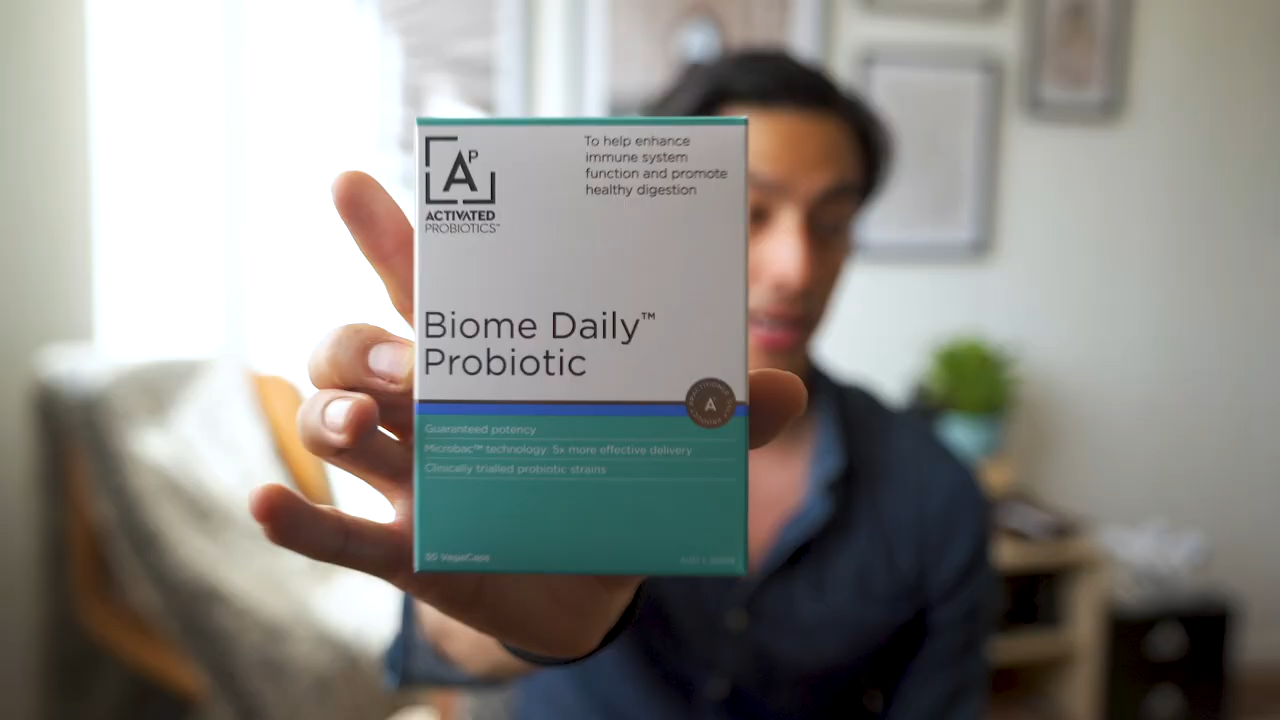 AP
ACTIVATED
PROBIOTICS™
To help enhance
immune system
function and promote
healthy digestion
Biome Daily™
Probiotic
A
Guaranteed potency
Microbac™ technology 5x more effective delivery
Clinically trialled probiotic strains
30 VegeCaps